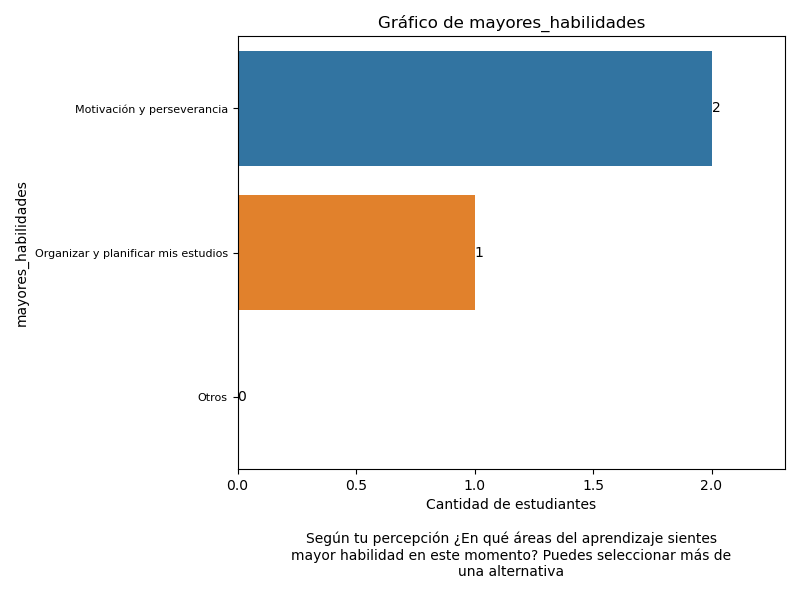 Gráfico de mayores_habilidades
mayores_habilidades
Motivación y perseverancia
2
Organizar y planificar mis estudios
1
Otros
0
0.0 0.5 1.0 1.5 2.0
Cantidad de estudiantes
Según tu percepción ¿En qué áreas del aprendizaje sientes
mayor habilidad en este momento? Puedes seleccionar más de
una alternativa